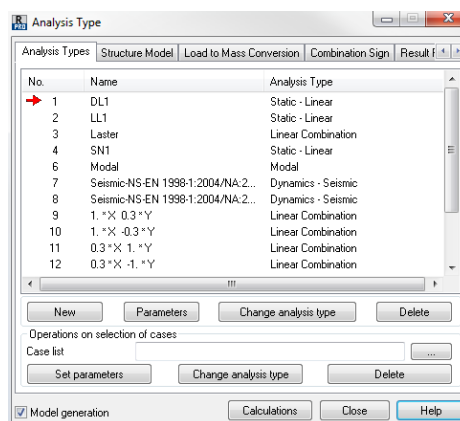 Analysis Type
Analysis Types Structure Model Load to Mass Conversion Combination Sign Result F
No. Name Analysis Type
1 DL1 Static - Linear
2 LL1 Static - Linear
3 Laster Linear Combination
4 SN1 Static - Linear
6 Modal Modal
7 Seismic-NS-EN 1998-1:2004/NA:2... Dynamics - Seismic
8 Seismic-NS-EN 1998-1:2004/NA:2... Dynamics - Seismic
9 1. * X 0.3 * Y Linear Combination
10 1. * X -0.3 * Y Linear Combination
11 0.3 * X 1. * Y Linear Combination
12 0.3 * X -1. * Y Linear Combination
New Parameters Change analysis type Delete
Operations on selection of cases
Case list ...
Set parameters Change analysis type Delete
Model generation Calculations Close Help